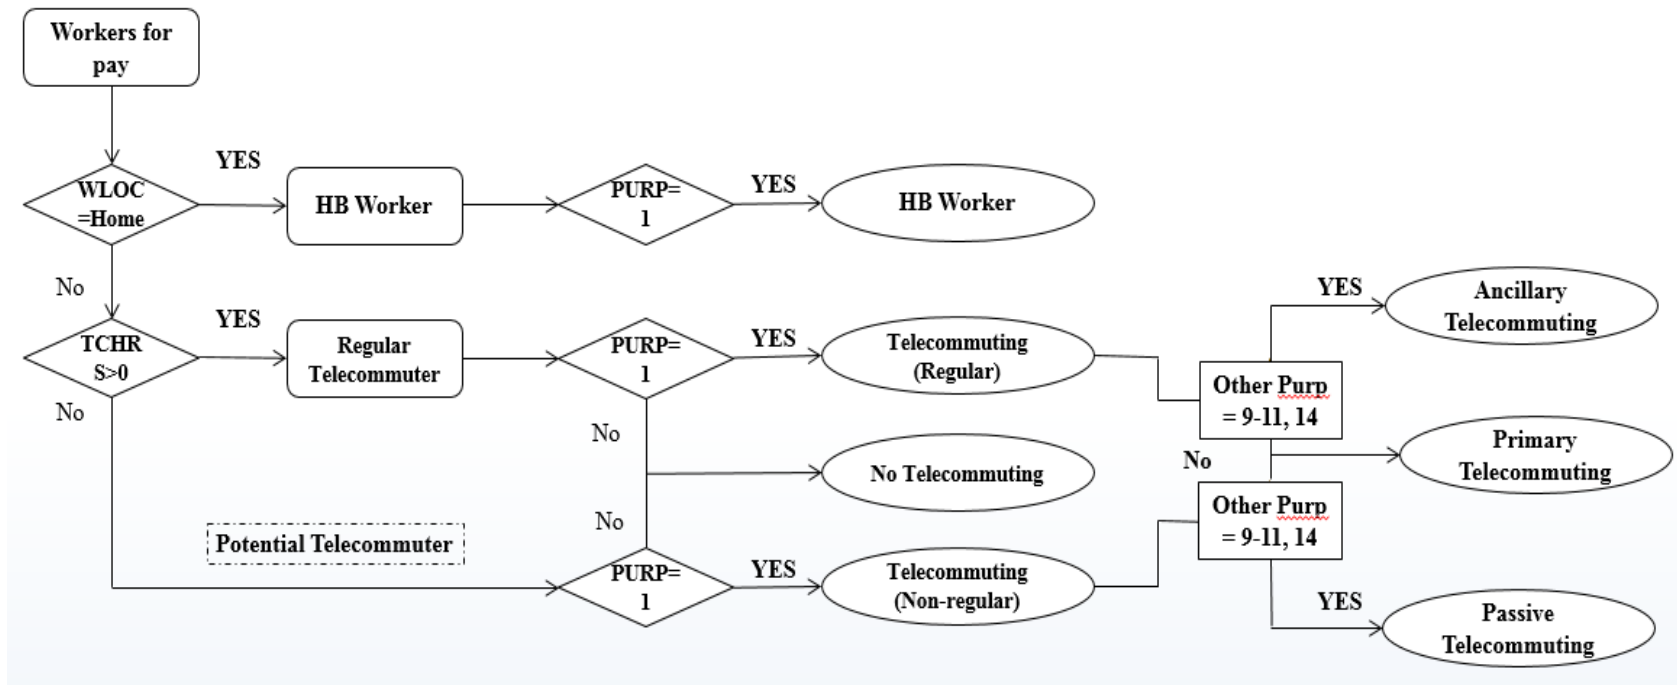 Workers for
pay
YES
WLOC
=Home
HB Worker
PURP=
1
YES
HB Worker
No
YES
TCHR
S>0
Regular
Telecommuter
PURP=
1
YES
Telecommuting
(Regular)
YES
Ancillary
Telecommuting
Other Purp
= 9-11, 14
No
No
No Telecommuting
No
Primary
Telecommuting
Other Purp
= 9-11, 14
No
Potential Telecommuter
PURP=
1
YES
Telecommuting
(Non-regular)
YES
Passive
Telecommuting